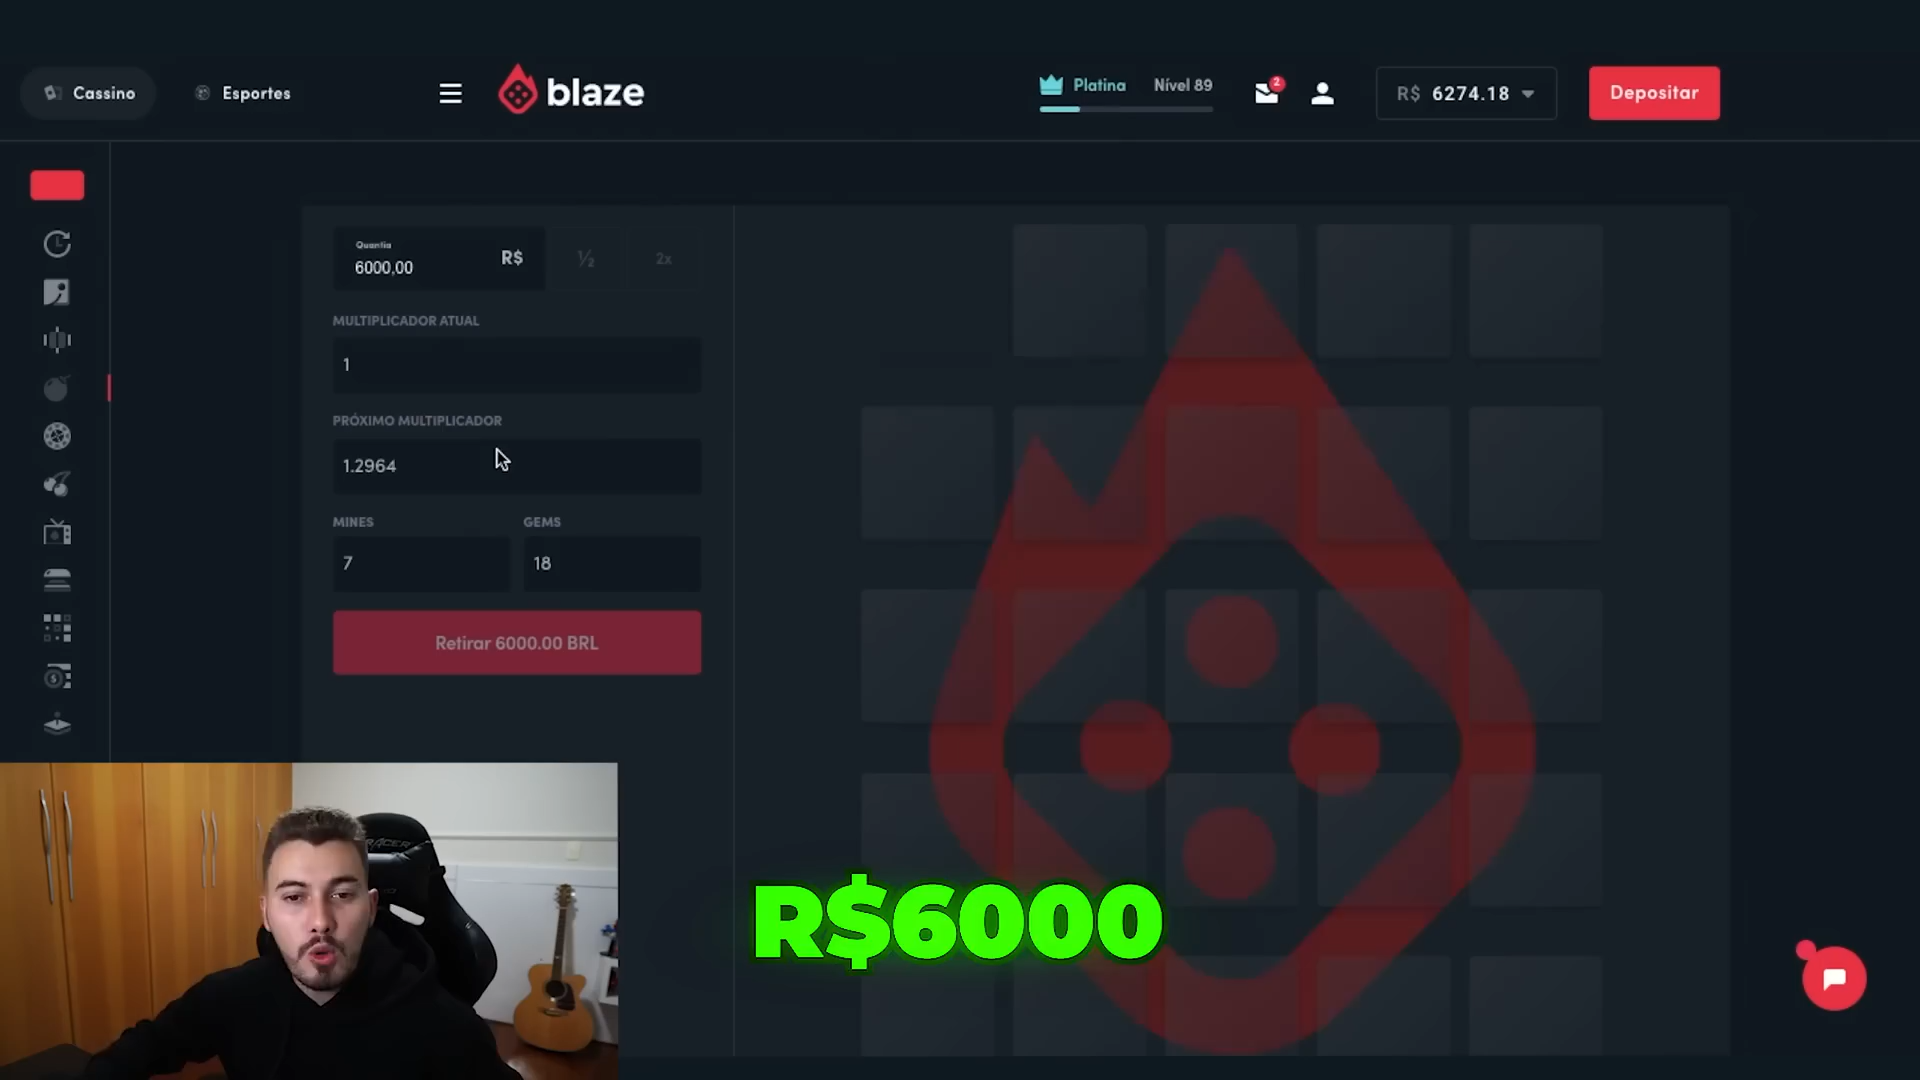 Cassino
Esportes
blaze
Platina
Nível 89
2
R$ 6274.18
Depositar
Quantia
6000,00
R$
½
2x
MULTIPLICADOR ATUAL
1
PRÓXIMO MULTIPLICADOR
1.2964
MINES
GEMS
7
18
Retirar 6000.00 BRL
R$6000